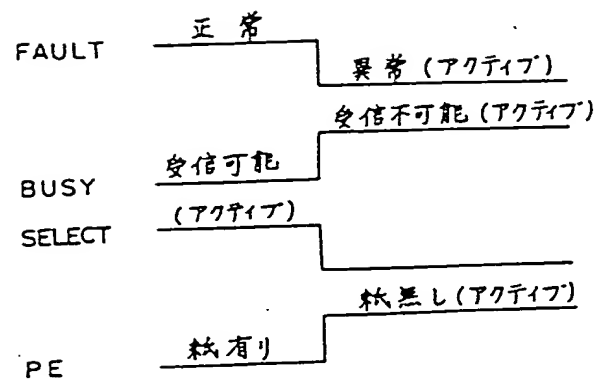 正常
FAULT
異常(アクティブ)
受信不可能(アクティブ)
受信可能
BUSY
(アクティブ)
SELECT
紙無し(アクティブ)
紙有り
PE